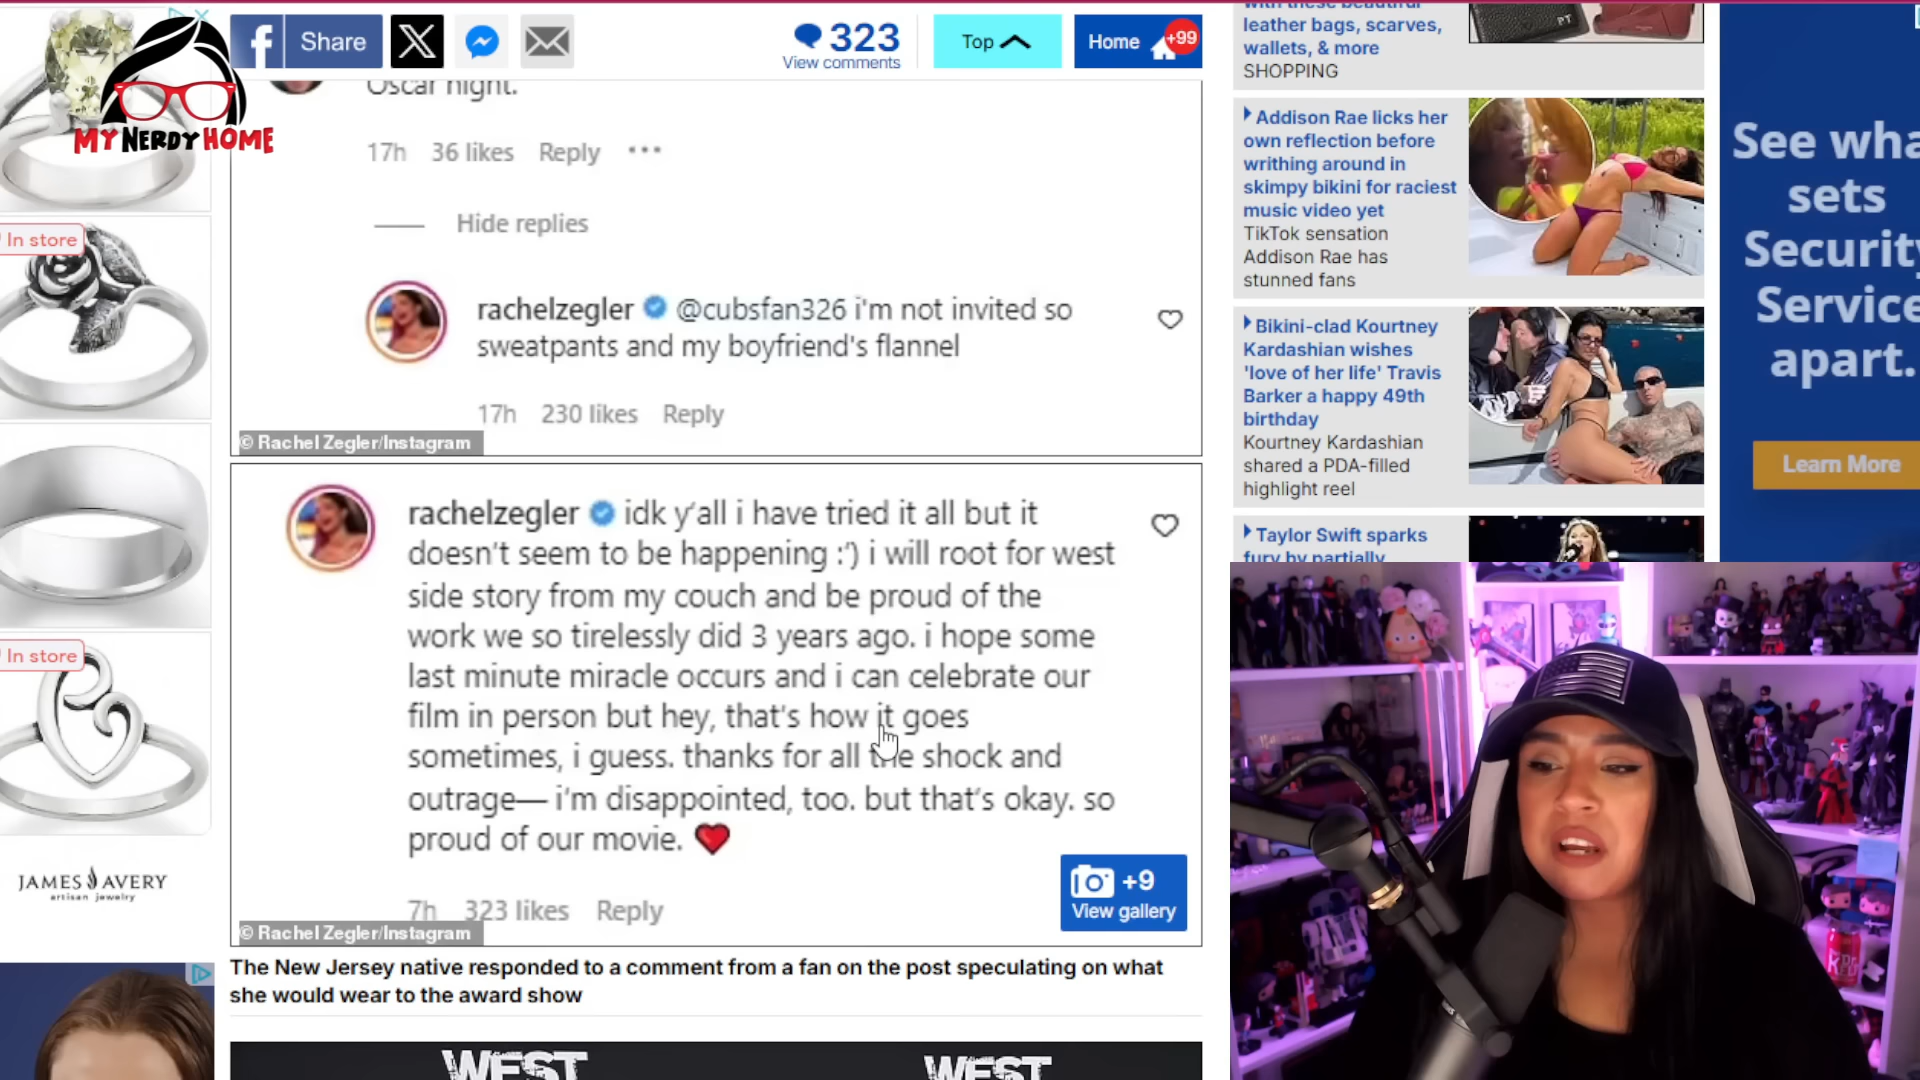 MY NERDY HOME
In store
In store
JAMES AVERY
artisan jewelry
f Share
X
323
View comments
Top
Home
+99
Oscar night.
17h 36 likes Reply ...
Hide replies
rachelzegler @cubsfan326 i'm not invited so
sweatpants and my boyfriend's flannel
17h 230 likes Reply
© Rachel Zegler/Instagram
rachelzegler idk y'all i have tried it all but it
doesn't seem to be happening :') i will root for west
side story from my couch and be proud of the
work we so tirelessly did 3 years ago. i hope some
last minute miracle occurs and i can celebrate our
film in person but hey, that's how it goes
sometimes, i guess. thanks for all the shock and
outrage— i'm disappointed, too. but that's okay. so
proud of our movie. ❤
7h 323 likes Reply
© Rachel Zegler/Instagram
+9
View gallery
The New Jersey native responded to a comment from a fan on the post speculating on what
she would wear to the award show
WEST
WEST
with these beautiful
leather bags, scarves,
wallets, & more
SHOPPING
PT
Addison Rae licks her
own reflection before
writhing around in
skimpy bikini for raciest
music video yet
TikTok sensation
Addison Rae has
stunned fans
Bikini-clad Kourtney
Kardashian wishes
'love of her life' Travis
Barker a happy 49th
birthday
Kourtney Kardashian
shared a PDA-filled
highlight reel
Taylor Swift sparks
fury by partially
See wha
sets
Security
Service
apart.
Learn More